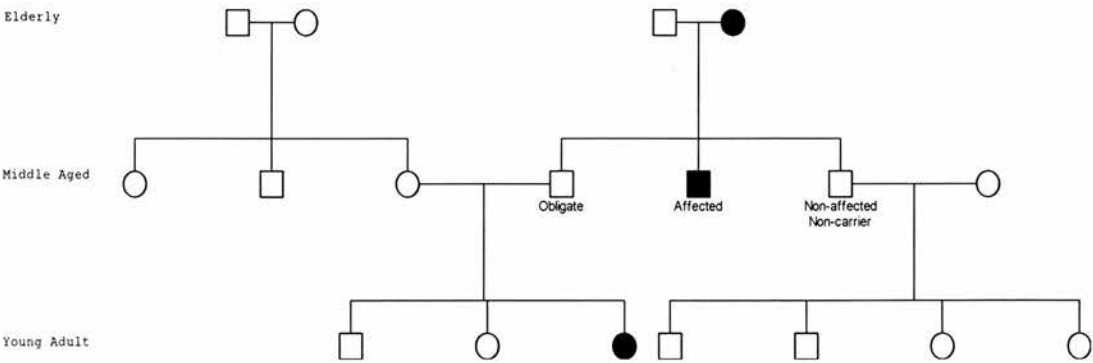 Elderly
Middle Aged
Obligate
Affected
Non-affected
Non-carrier
Young Adult